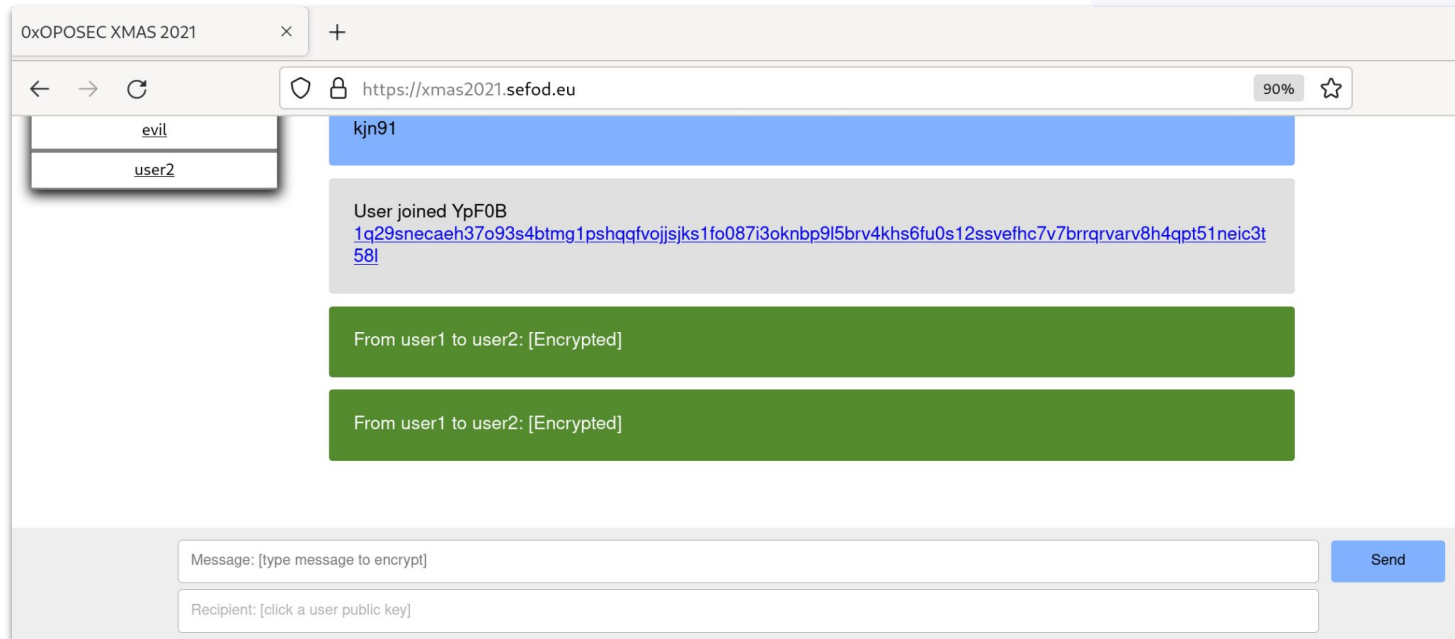 0xOPOSEC XMAS 2021
https://xmas2021.sefod.eu
90%
evil
user2
kjn91
User joined YpF0B
1q29snecaeh37o93s4btmg1pshqqfvojjsjks1fo087i3oknbp9l5brv4khs6fu0s12ssvefhc7v7brrqrvarv8h4qpt51neic3t
58l
From user1 to user2: [Encrypted]
From user1 to user2: [Encrypted]
Message: [type message to encrypt]
Send
Recipient: [click a user public key]